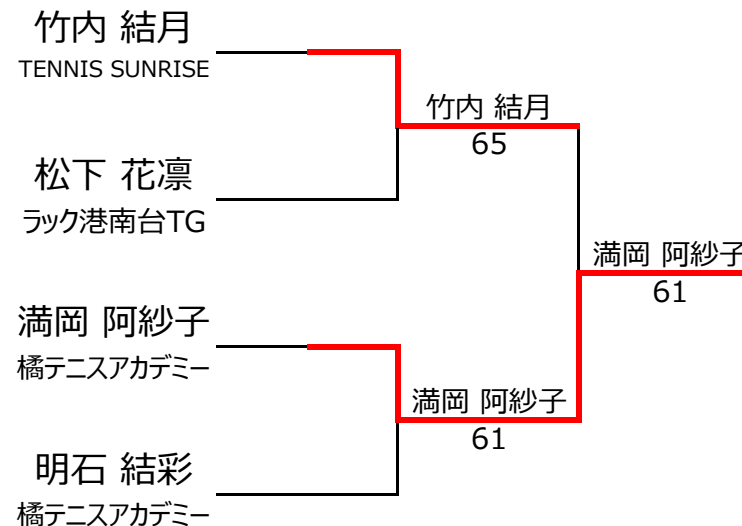 竹内 結月
TENNIS SUNRISE
竹内 結月
65
松下 花凛
ラック港南台TG
満岡 阿紗子
61
満岡 阿紗子
橘テニスアカデミー
満岡 阿紗子
61
明石 結彩
橘テニスアカデミー